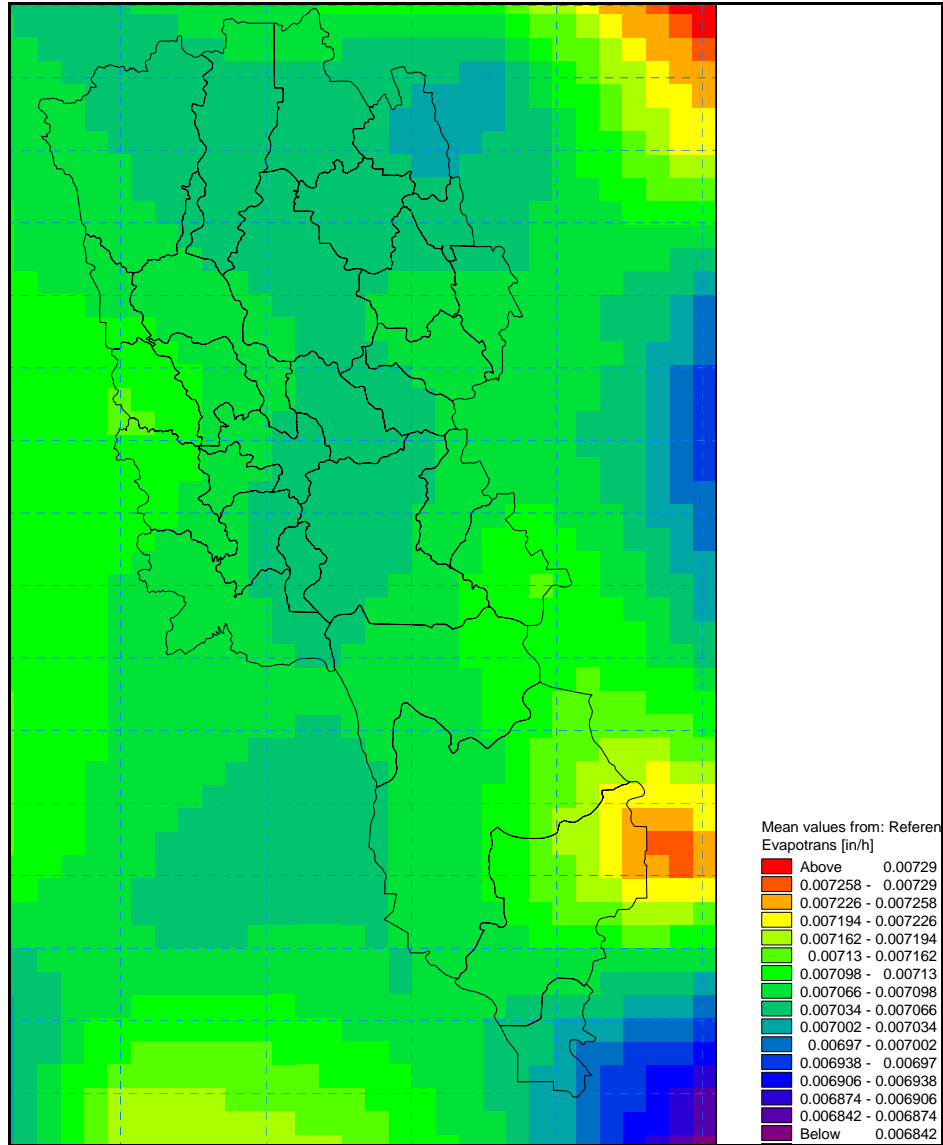 Mean values from: Referen
Evapotrans [in/h]
Above 0.00729
0.007258 - 0.00729
0.007226 - 0.007258
0.007194 - 0.007226
0.007162 - 0.007194
0.00713 - 0.007162
0.007098 - 0.00713
0.007066 - 0.007098
0.007034 - 0.007066
0.007002 - 0.007034
0.00697 - 0.007002
0.006938 - 0.00697
0.006906 - 0.006938
0.006874 - 0.006906
0.006842 - 0.006874
Below 0.006842